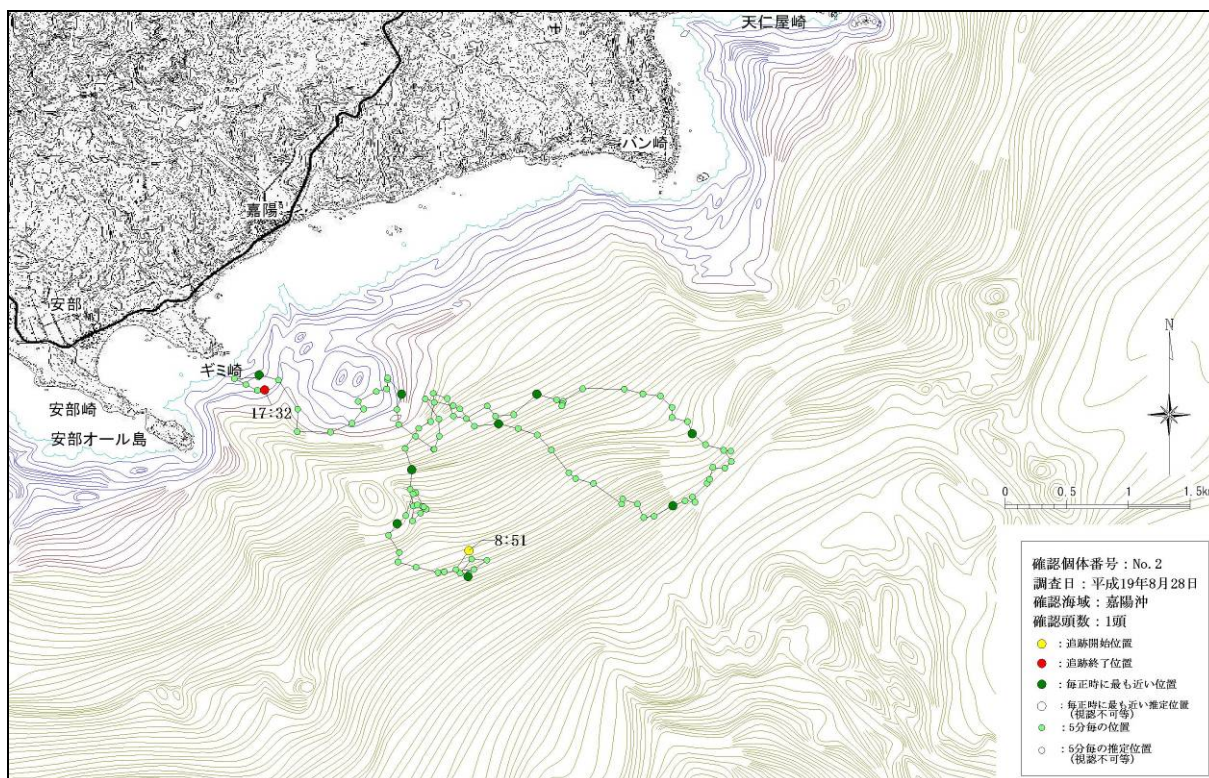 天仁屋崎
バン崎
嘉陽
安部
ギミ崎
17:32
安部崎
安部オール島
8:51
N
0 0.5 1 1.5km
確認個体番号：No.2
調査日：平成19年8月28日
確認海域：嘉陽沖
確認頭数：1頭
：追跡開始位置
：追跡終了位置
：毎正時に最も近い位置
：毎正時に最も近い推定位置
(視認不可等)
：5分毎の位置
：5分毎の推定位置
(視認不可等)